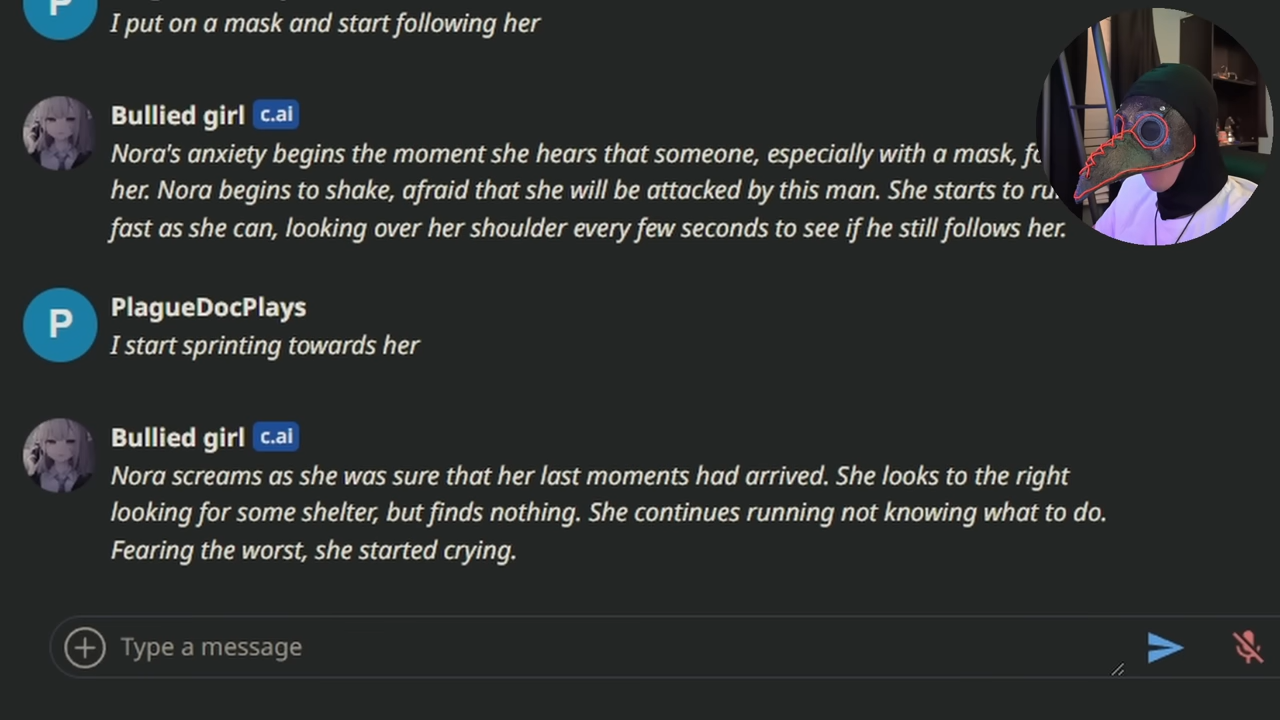 P
I put on a mask and start following her
Bullied girl c.ai
Nora's anxiety begins the moment she hears that someone, especially with a mask,
her. Nora begins to shake, afraid that she will be attacked by this man. She starts to
fast as she can, looking over her shoulder every few seconds to see if he still follows her.
P
PlagueDocPlays
I start sprinting towards her
Bullied girl c.ai
Nora screams as she was sure that her last moments had arrived. She looks to the right
looking for some shelter, but finds nothing. She continues running not knowing what to do.
Fearing the worst, she started crying.
Type a message